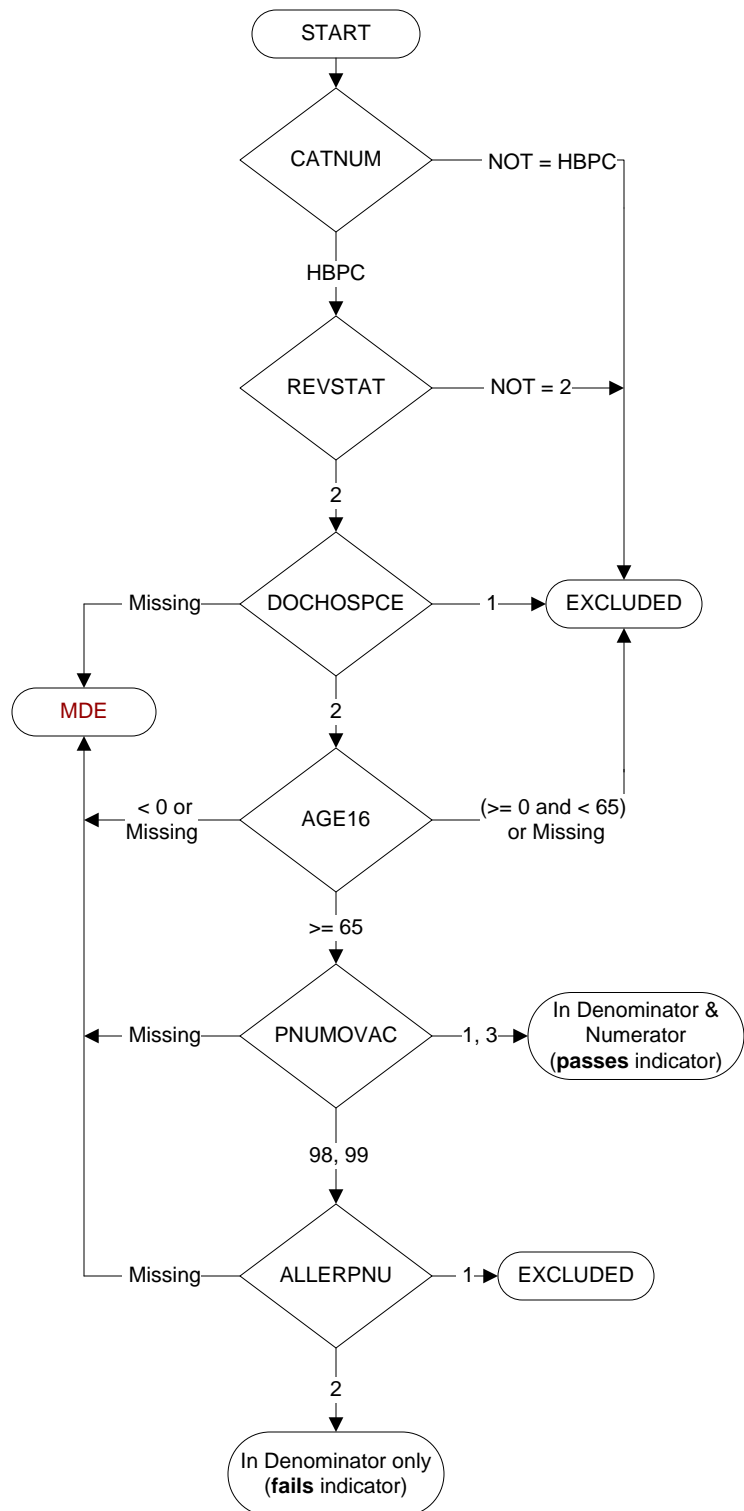 START
CATNUM
NOT = HBPC
HBPC
REVSTAT
NOT = 2
2
Missing
DOCHOSPCE
1
EXCLUDED
MDE
2
< 0 or
Missing
AGE16
(>= 0 and < 65)
or Missing
>= 65
Missing
PNUMOVAC
1, 3
In Denominator &
Numerator
(passes indicator)
98, 99
Missing
ALLERPNU
1
EXCLUDED
2
In Denominator only
(fails indicator)